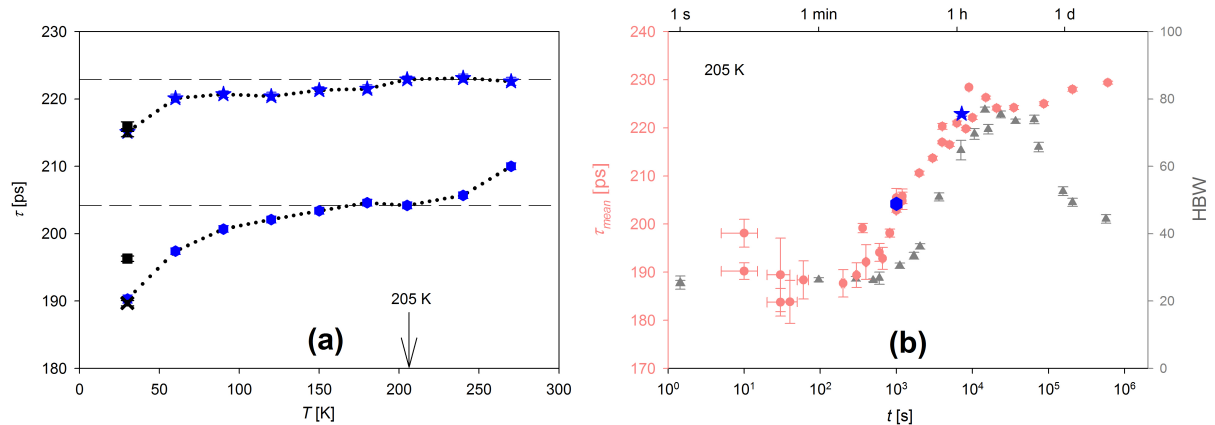 230
220
210
200
190
180
τ [ps]
205 K
(a)
0 50 100 150 200 250 300
T [K]
1 s 1 min 1 h 1 d
240
230
220
210
200
190
180
170
τmean [ps]
205 K
(b)
100
80
60
40
20
0
HBW
10⁰ 10¹ 10² 10³ 10⁴ 10⁵ 10⁶
t [s]